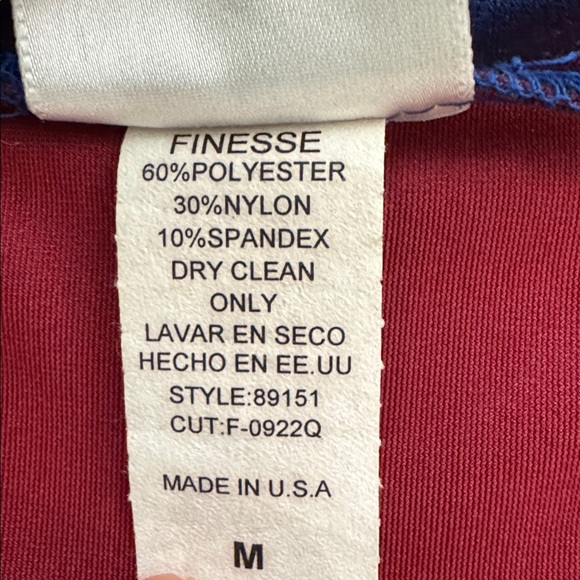 FINESSE
60%POLYESTER
30%NYLON
10%SPANDEX
DRY CLEAN
ONLY
LAVAR EN SECO
HECHO EN EE.UU
STYLE:89151
CUT:F-0922Q
MADE IN U.S.A
M